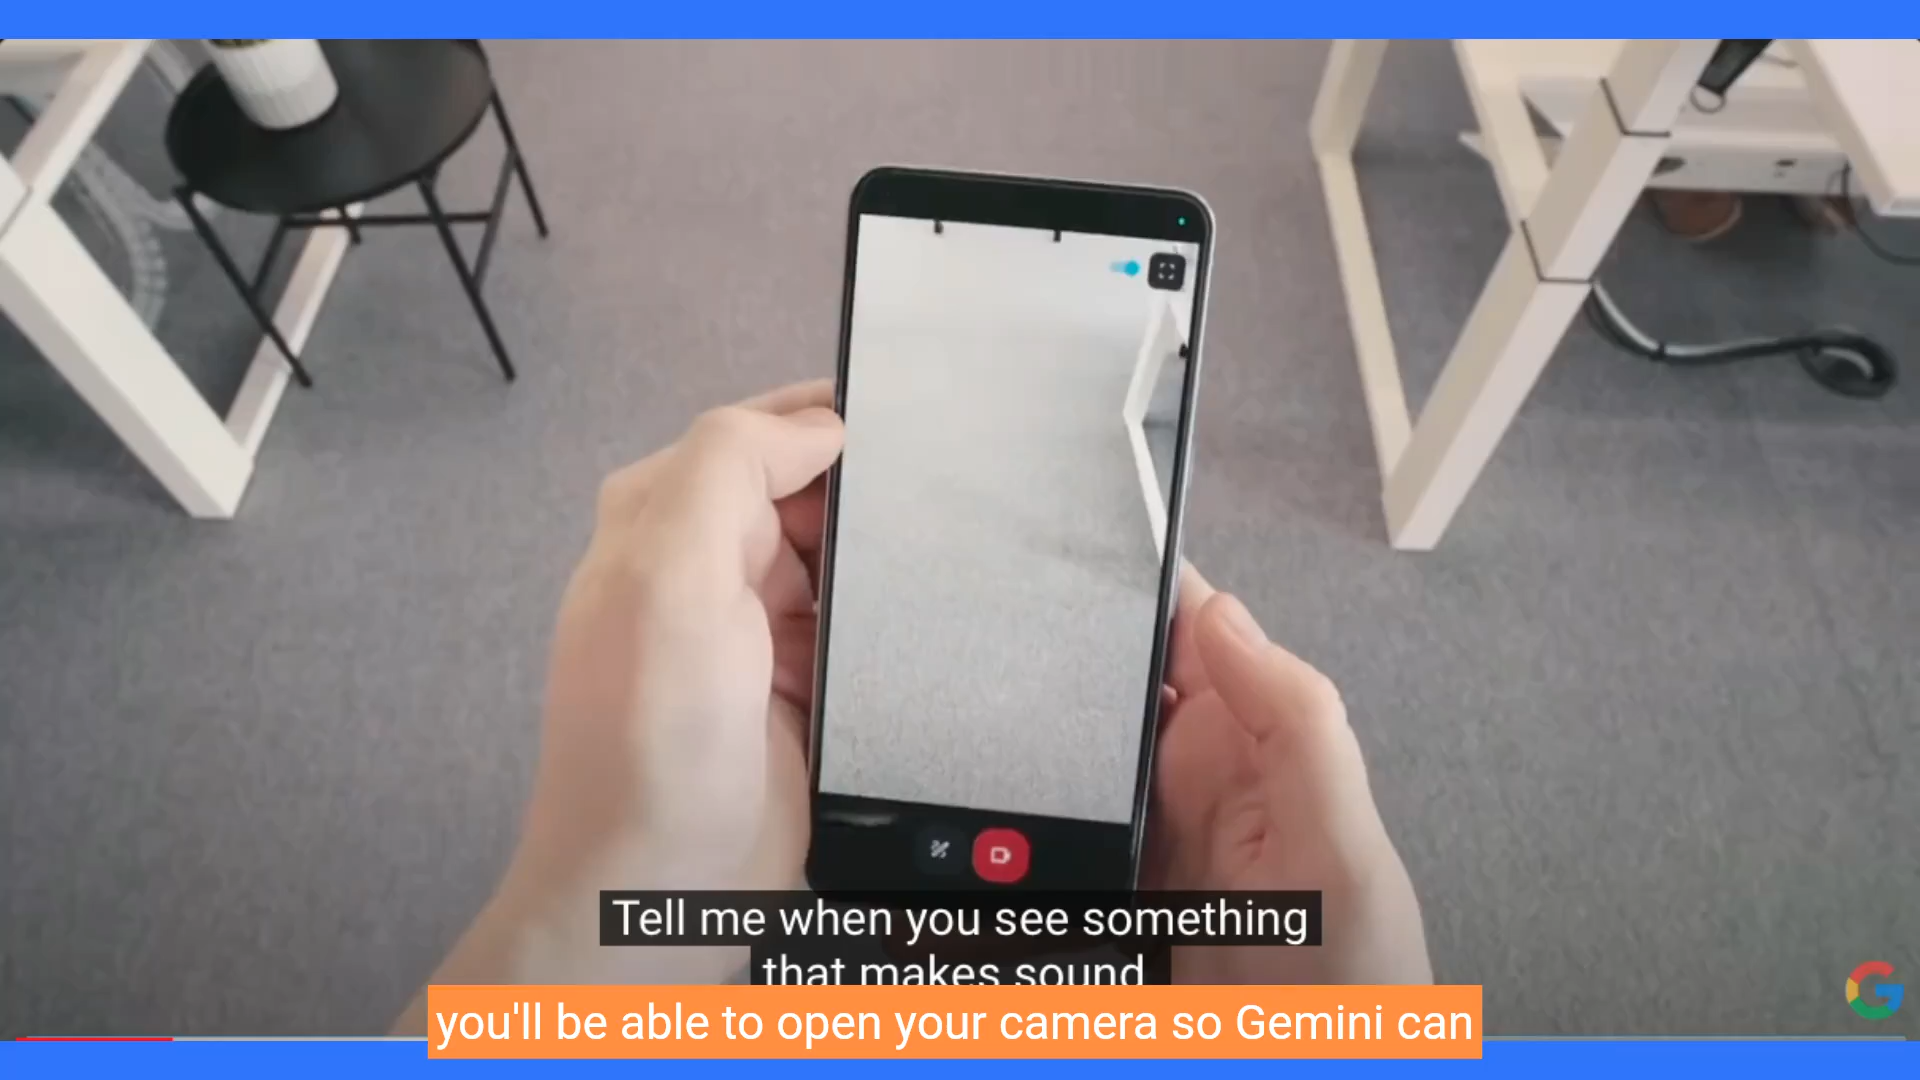 Tell me when you see something
that makes sound
you'll be able to open your camera so Gemini can